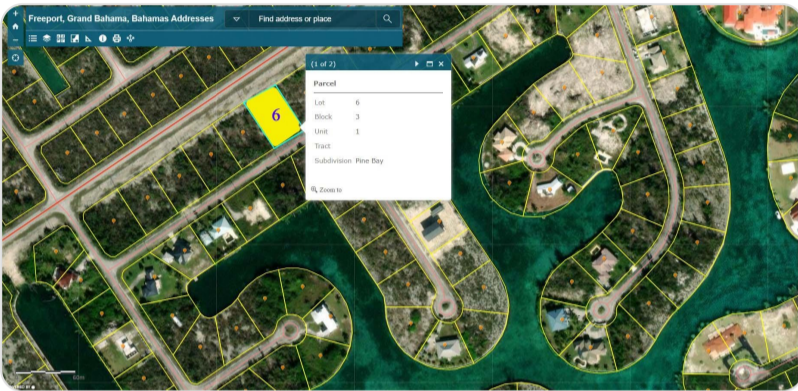 Freeport, Grand Bahama, Bahamas Addresses
Find address or place
(1 of 2)
Parcel
Lot 6
Block 3
Unit 1
Tract
Subdivision Pine Bay
Zoom to
6